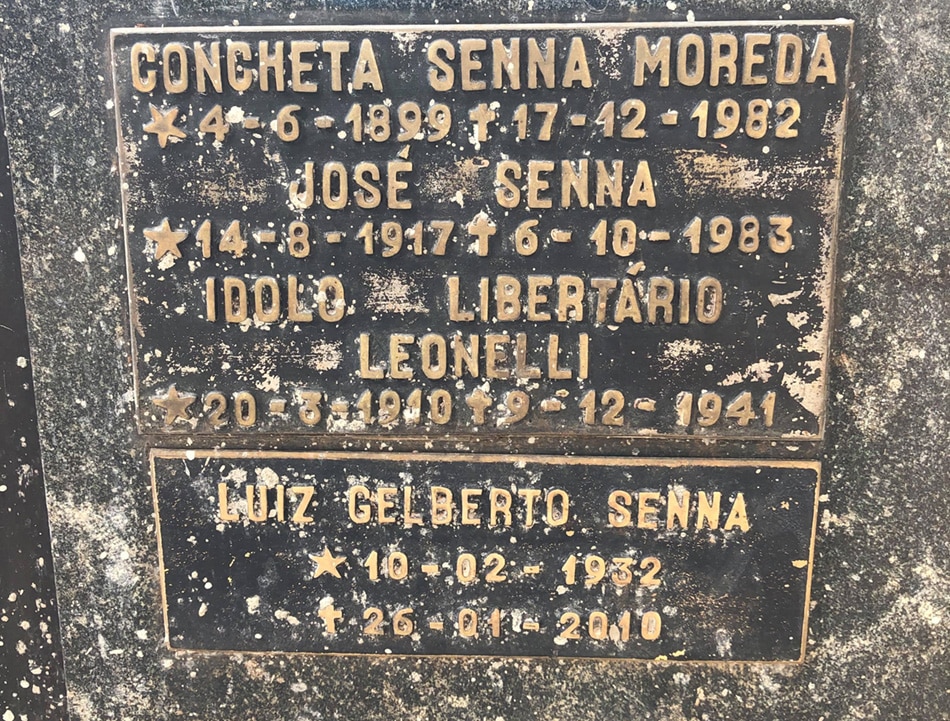 CONCHETA SENNA MOREDA
★ 4-6-1899 ✝ 17-12-1982
JOSÉ SENNA
★ 14-8-1917 ✝ 6-10-1983
IDOLO LIBERTÁRIO
LEONELLI
★ 20-3-1910 ✝ 9-12-1941
LUIZ GELBERTO SENNA
★ 10-02-1932
✝ 26-01-2010